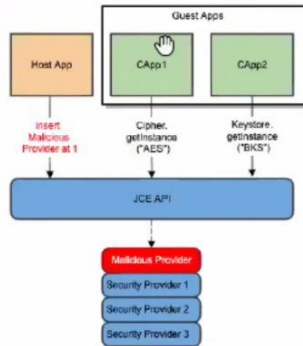 Guest Apps
Host App
CApp1
CApp2
Insert
Malicious
Provider at 1
Cipher.
getInstance
("AES")
Keystore.
getInstance
("BKS")
JCE API
Malicious Provider
Security Provider 1
Security Provider 2
Security Provider 3